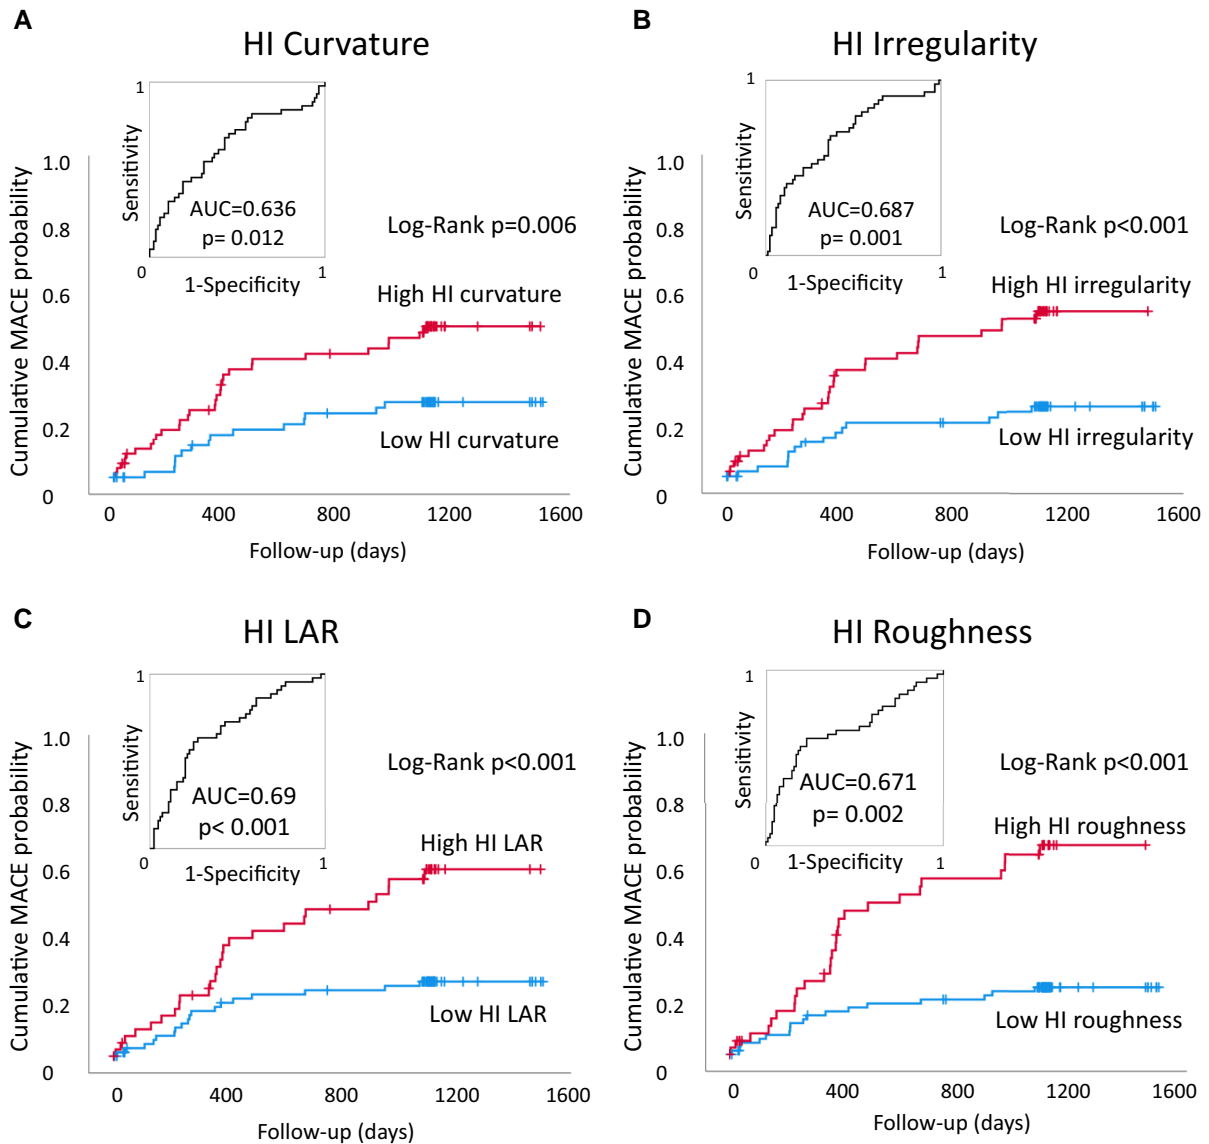 A
HI Curvature
1
Sensitivity
AUC=0.636
p= 0.012
0
1
1-Specificity
Cumulative MACE probability
1.0
0.8
0.6
0.4
0.2
0
Log-Rank p=0.006
High HI curvature
Low HI curvature
0 400 800 1200 1600
Follow-up (days)
B
HI Irregularity
1
Sensitivity
AUC=0.687
p= 0.001
0
1
1-Specificity
Cumulative MACE probability
1.0
0.8
0.6
0.4
0.2
0
Log-Rank p<0.001
High HI irregularity
Low HI irregularity
0 400 800 1200 1600
Follow-up (days)
C
HI LAR
1
Sensitivity
AUC=0.69
p< 0.001
0
1
1-Specificity
Cumulative MACE probability
1.0
0.8
0.6
0.4
0.2
0
Log-Rank p<0.001
High HI LAR
Low HI LAR
0 400 800 1200 1600
Follow-up (days)
D
HI Roughness
1
Sensitivity
AUC=0.671
p= 0.002
0
1
1-Specificity
Cumulative MACE probability
1.0
0.8
0.6
0.4
0.2
0
Log-Rank p<0.001
High HI roughness
Low HI roughness
0 400 800 1200 1600
Follow-up (days)